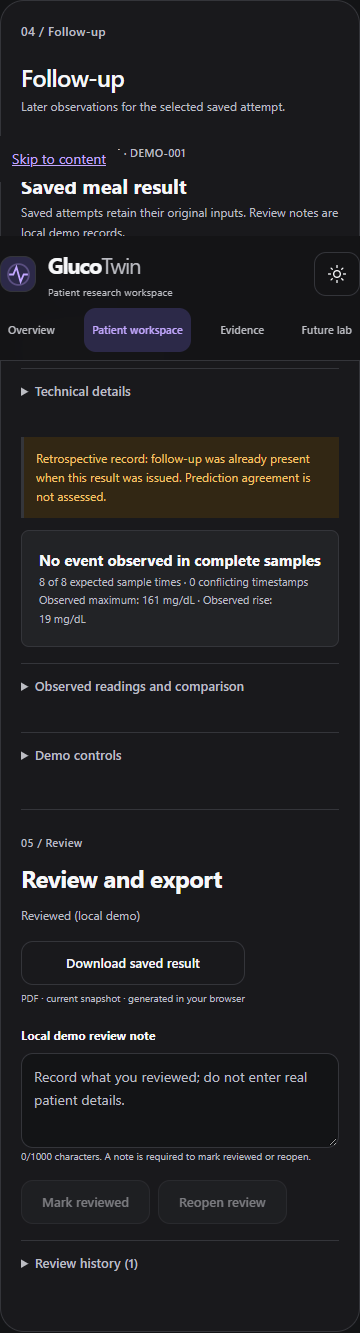 04 / Follow-up
Follow-up
Later observations for the selected saved attempt.
· DEMO-001
Skip to content
Saved meal result
Saved attempts retain their original inputs. Review notes are
local demo records.
GlucoTwin
Patient research workspace
Overview
Patient workspace
Evidence
Future lab
Technical details
Retrospective record: follow-up was already present
when this result was issued. Prediction agreement is
not assessed.
No event observed in complete samples
8 of 8 expected sample times · 0 conflicting timestamps
Observed maximum: 161 mg/dL · Observed rise:
19 mg/dL
Observed readings and comparison
Demo controls
05 / Review
Review and export
Reviewed (local demo)
Download saved result
PDF · current snapshot · generated in your browser
Local demo review note
Record what you reviewed; do not enter real
patient details.
0/1000 characters. A note is required to mark reviewed or reopen.
Mark reviewed
Reopen review
Review history (1)